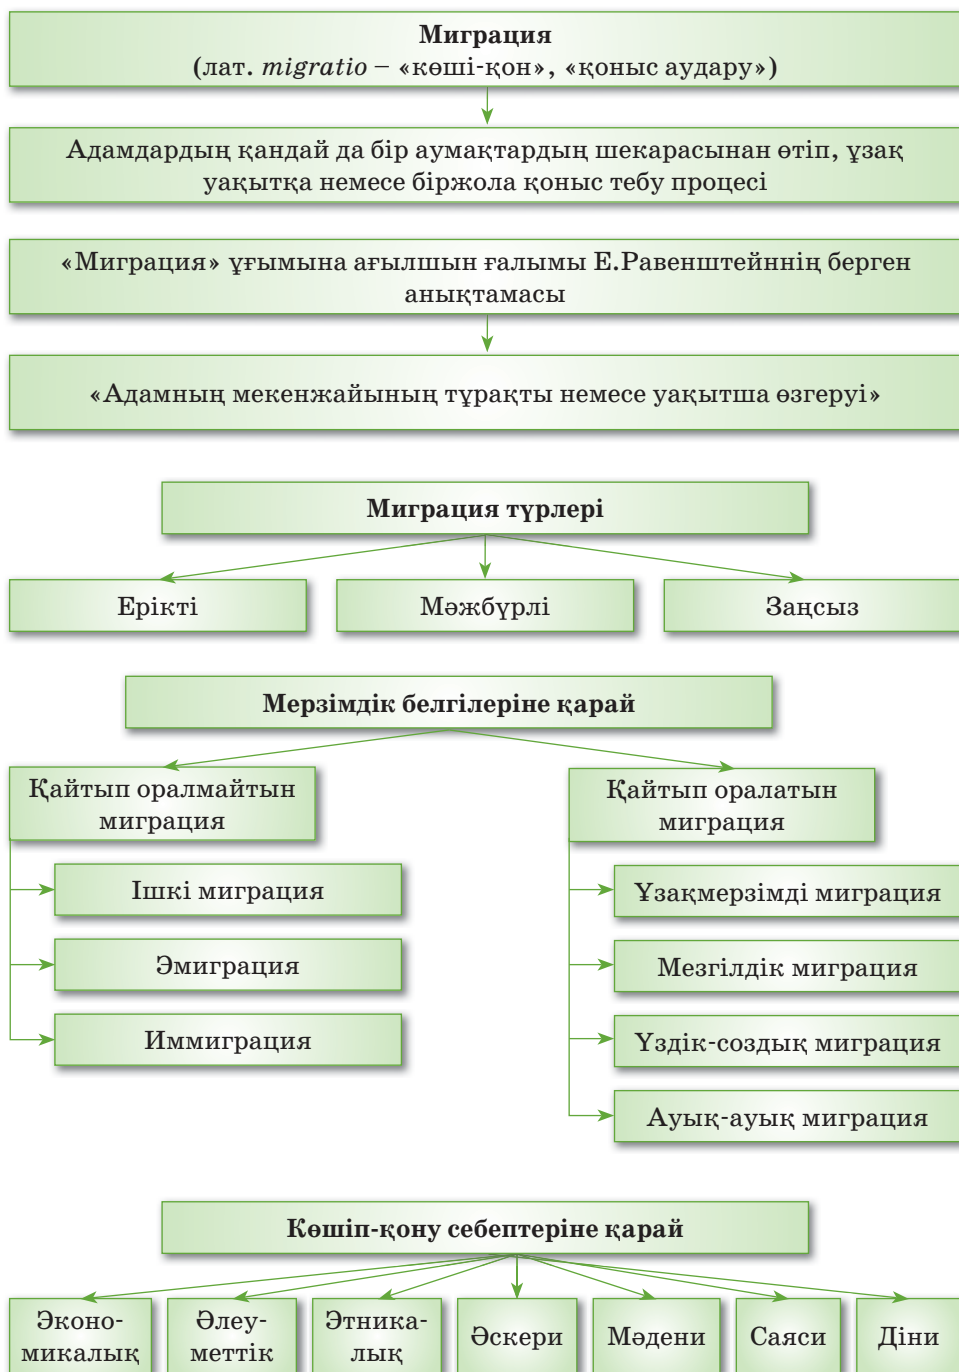 Миграция
(лат. migratio – «көші-қон», «қоныс аудару»)
Адамдардың қандай да бір аумақтардың шекарасынан өтіп, ұзақ
уақытқа немесе біржола қоныс тебу процесі
«Миграция» ұғымына ағылшын ғалымы Е.Равенштейннің берген
анықтамасы
«Адамның мекенжайының тұрақты немесе уақытша өзгеруі»
Миграция түрлері
Ерікті
Мәжбүрлі
Заңсыз
Мерзімдік белгілеріне қарай
Қайтып оралмайтын
миграция
Ішкі миграция
Эмиграция
Иммиграция
Қайтып оралатын
миграция
Ұзақмерзімді миграция
Мезгілдік миграция
Үздік-создық миграция
Ауық-ауық миграция
Көшіп-қону себептеріне қарай
Эконо-
микалық
Әлеу-
меттік
Этника-
лық
Әскери
Мәдени
Саяси
Діни